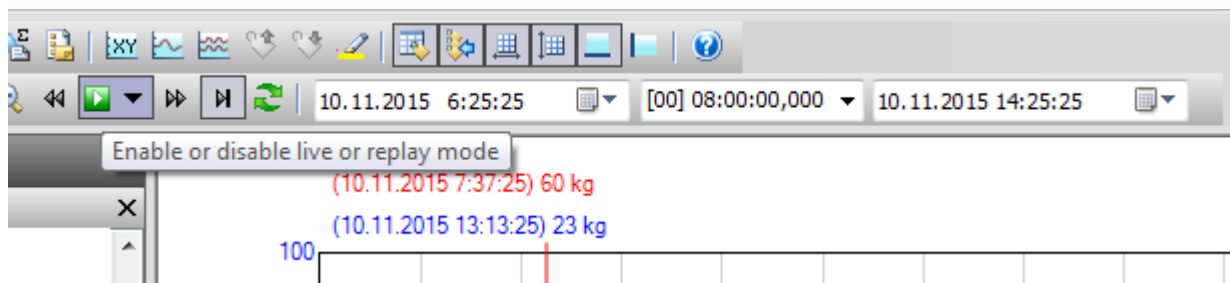 Σ XY ?
10.11.2015 6:25:25 [00] 08:00:00,000 10.11.2015 14:25:25
Enable or disable live or replay mode
(10.11.2015 7:37:25) 60 kg
(10.11.2015 13:13:25) 23 kg
100